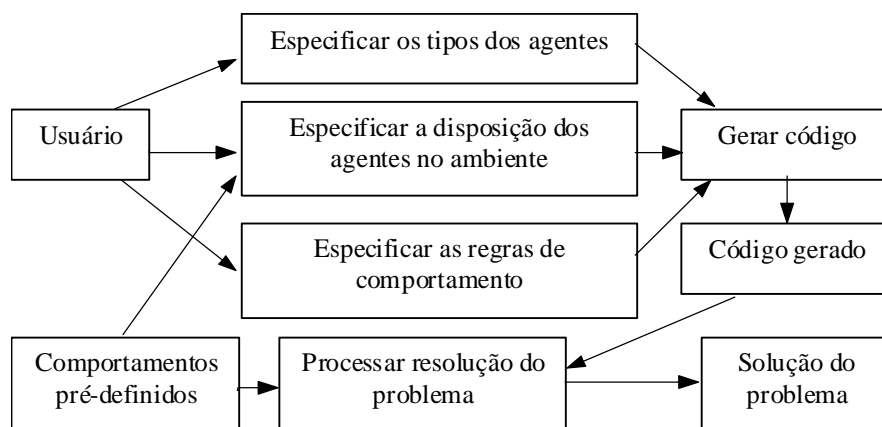 Especificar os tipos dos agentes
Usuário
Especificar a disposição dos
agentes no ambiente
Gerar código
Especificar as regras de
comportamento
Código gerado
Comportamentos
pré-definidos
Processar resolução do
problema
Solução do
problema